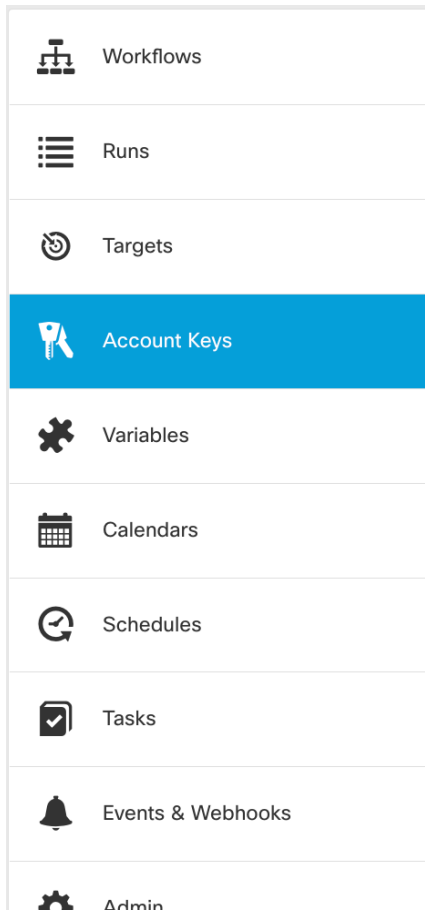 Workflows
Runs
Targets
Account Keys
Variables
Calendars
Schedules
Tasks
Events & Webhooks
Admin